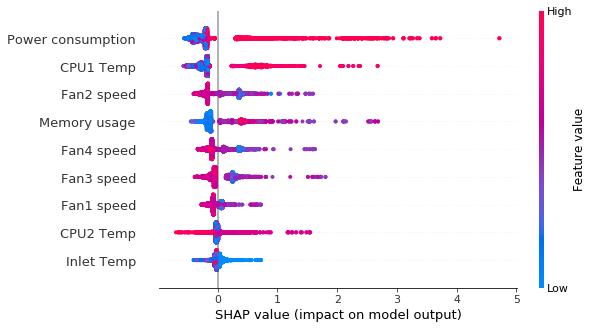 High
Power consumption
CPU1 Temp
Fan2 speed
Memory usage
Fan4 speed
Fan3 speed
Fan1 speed
CPU2 Temp
Inlet Temp
Feature value
Low
0 1 2 3 4 5
SHAP value (impact on model output)